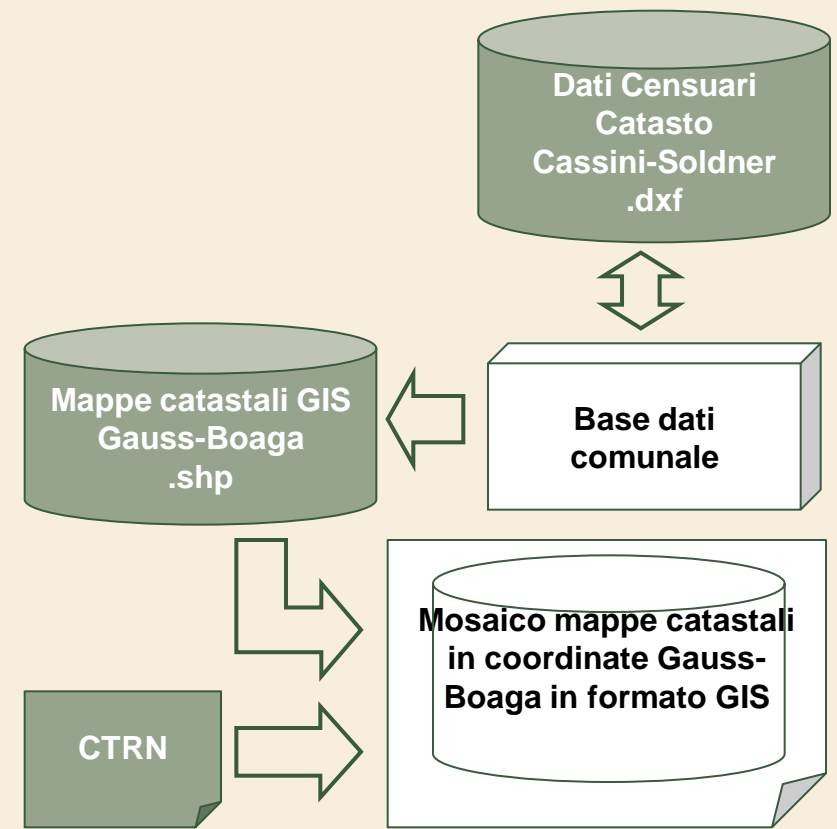 Dati Censuari
Catasto
Cassini-Soldner
.dxf
Mappe catastali GIS
Gauss-Boaga
.shp
Base dati
comunale
Mosaico mappe catastali
in coordinate Gauss-
Boaga in formato GIS
CTRN